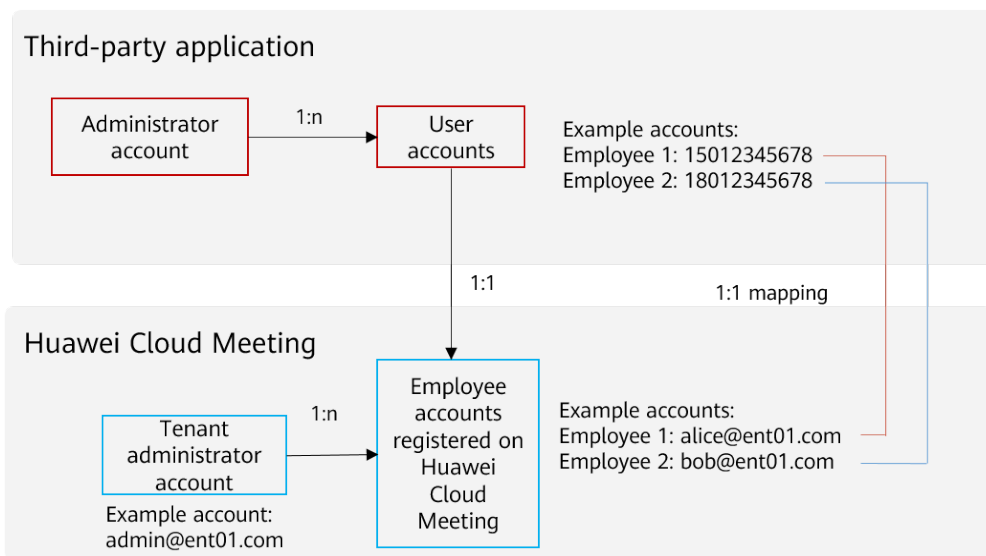 Third-party application
Administrator
account
1:n
User
accounts
Example accounts:
Employee 1: 15012345678
Employee 2: 18012345678
1:1
1:1 mapping
Huawei Cloud Meeting
Tenant
administrator
account
1:n
Employee
accounts
registered on
Huawei
Cloud
Meeting
Example accounts:
Employee 1: alice@ent01.com
Employee 2: bob@ent01.com
Example account:
admin@ent01.com